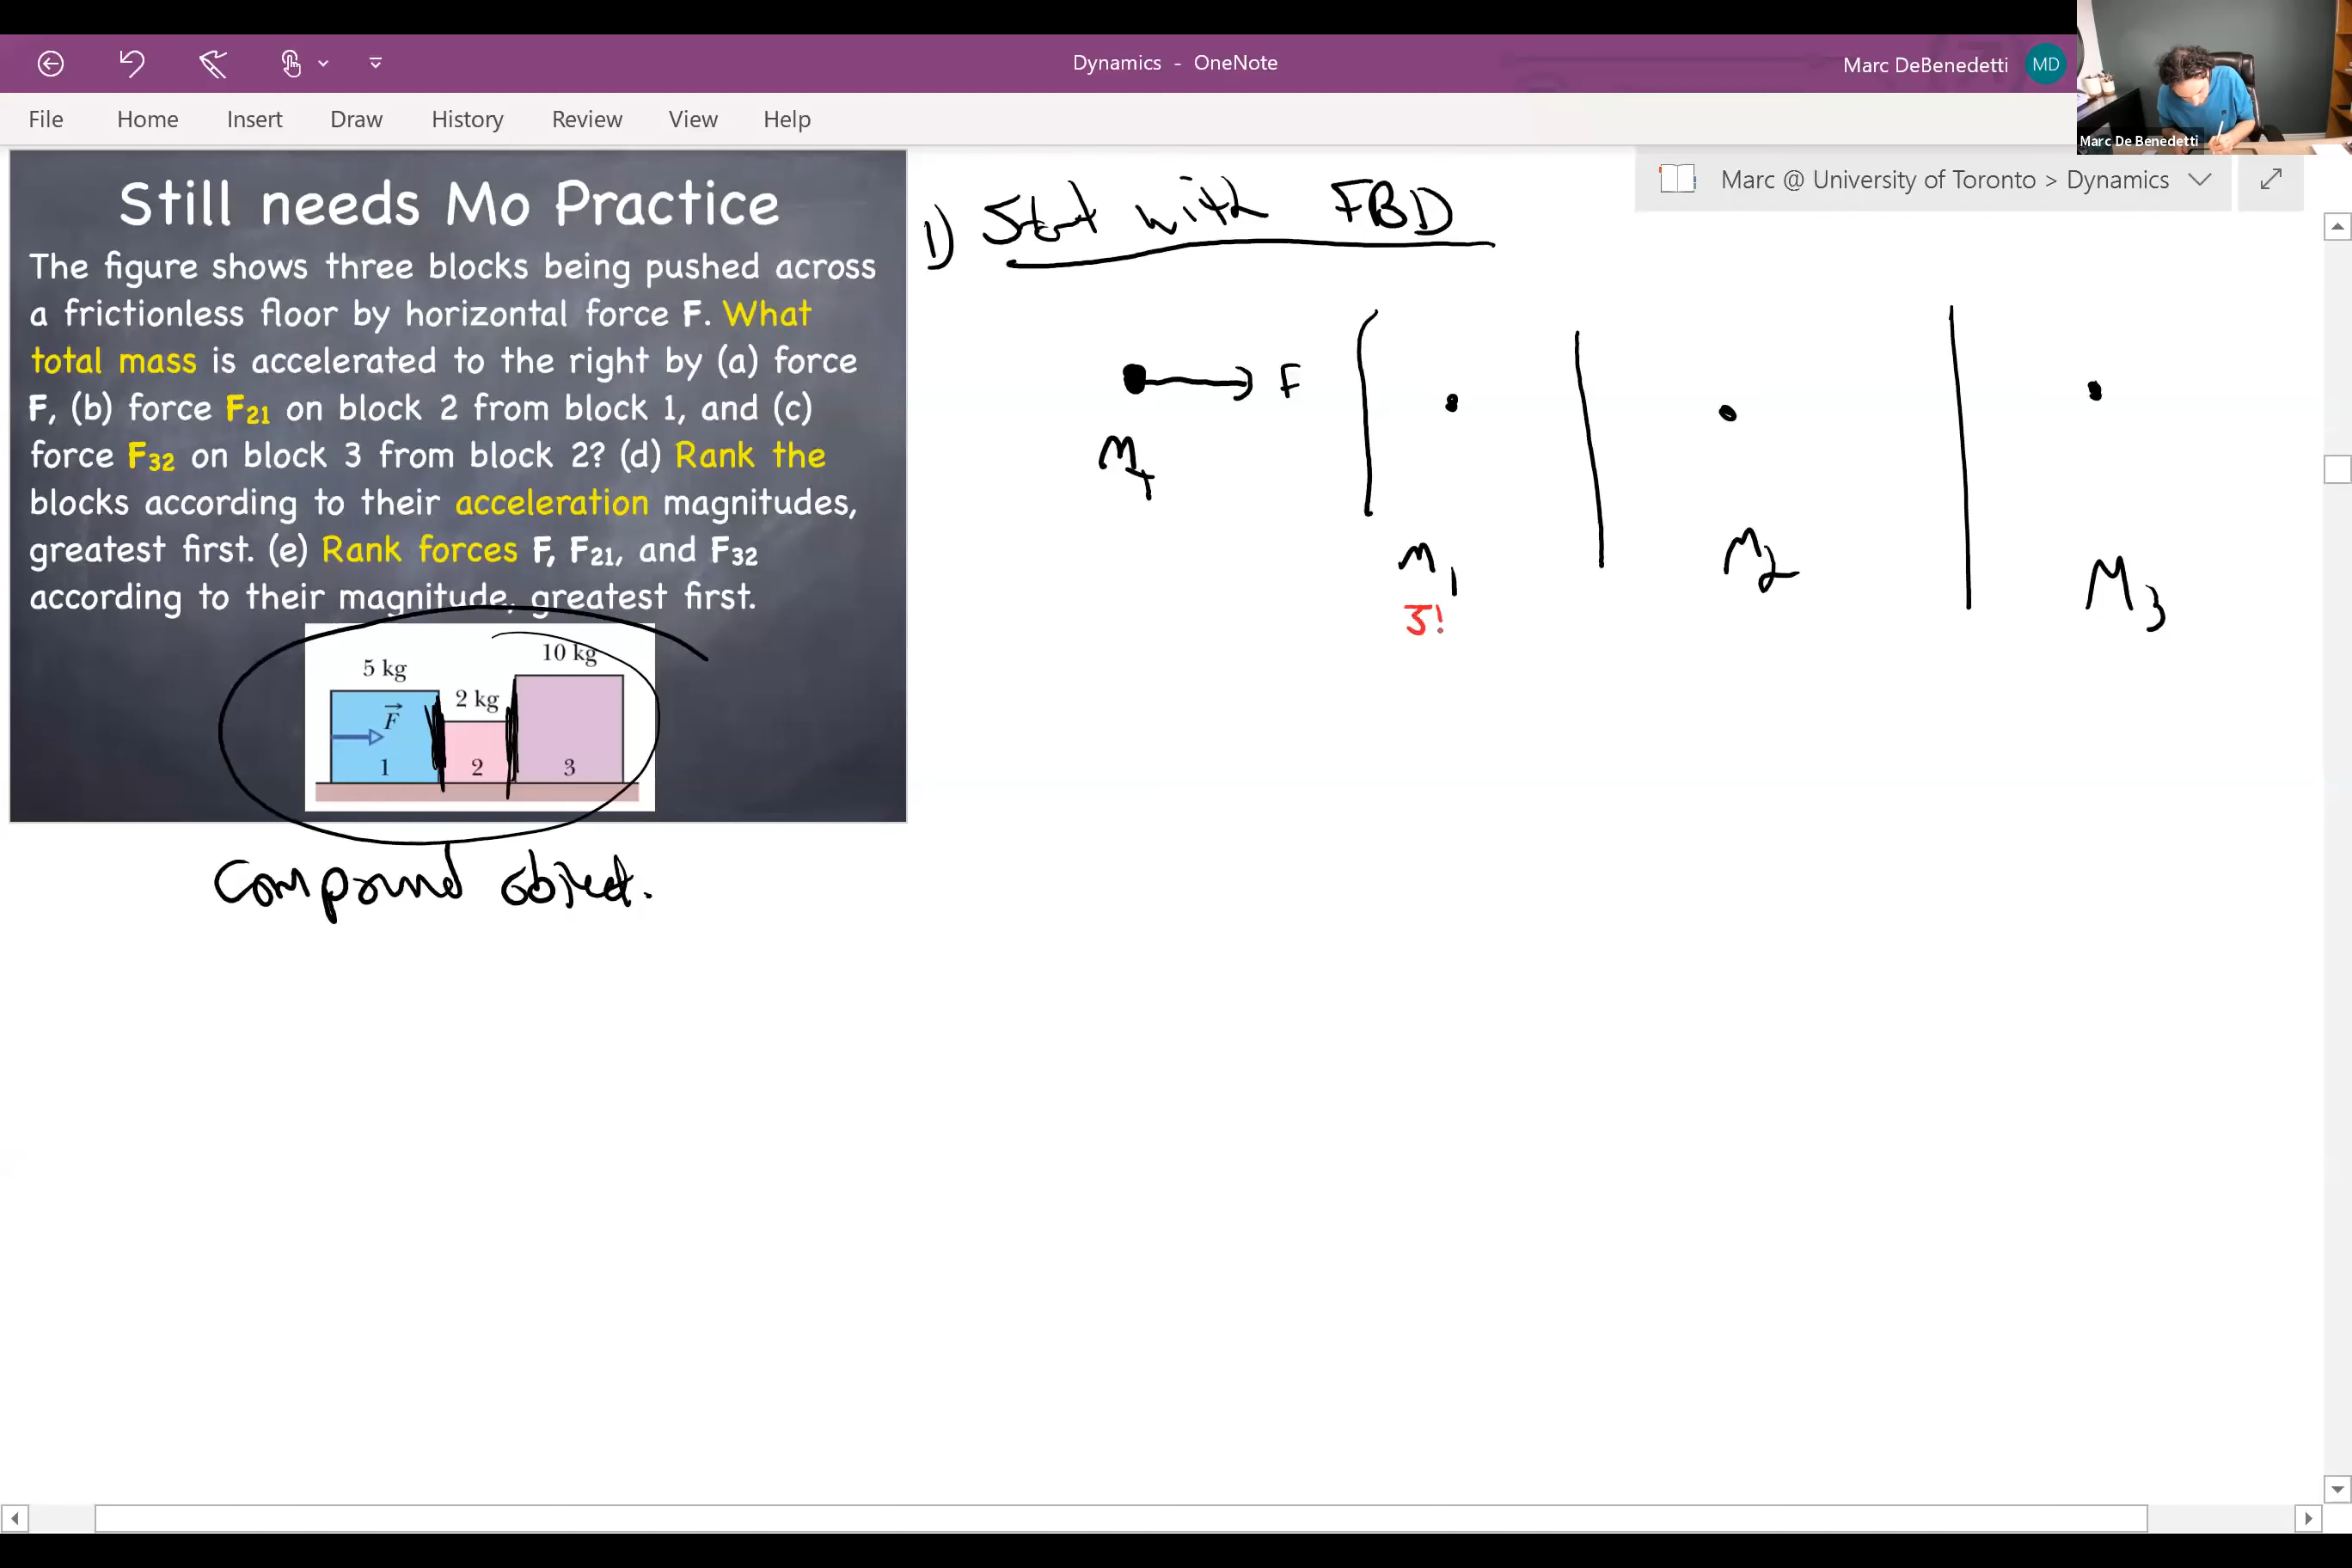 Dynamics - OneNote
Marc DeBenedetti MD
Marc De Benedetti
File Home Insert Draw History Review View Help
Marc @ University of Toronto > Dynamics
Still needs Mo Practice
The figure shows three blocks being pushed across
a frictionless floor by horizontal force F. What
total mass is accelerated to the right by (a) force
F, (b) force F21 on block 2 from block 1, and (c)
force F32 on block 3 from block 2? (d) Rank the
blocks according to their acceleration magnitudes,
greatest first. (e) Rank forces F, F21, and F32
according to their magnitude, greatest first.
5 kg
2 kg
10 kg
F
1 2 3
Compound object.
1) Start with FBD
F
m1
M2
M3